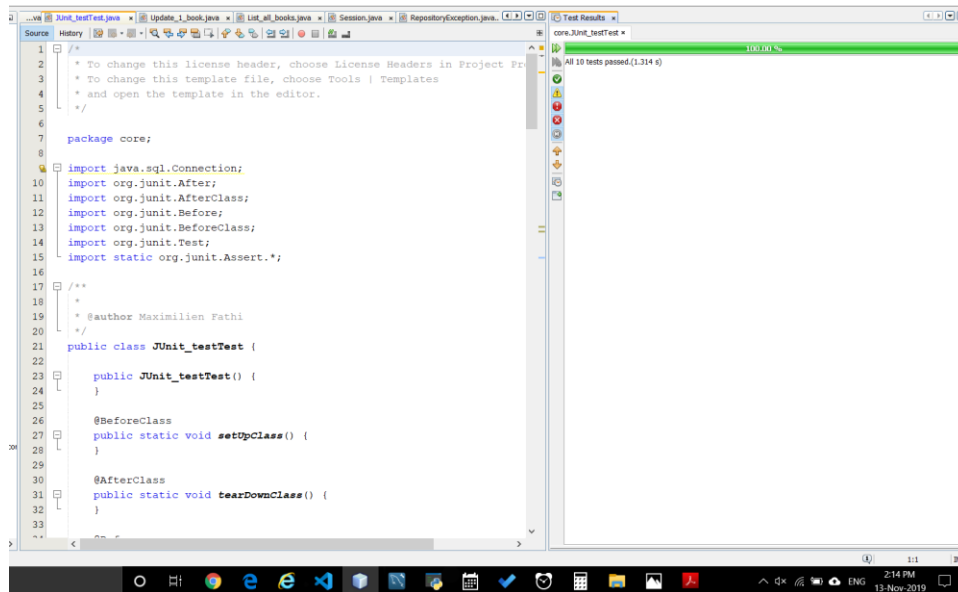 ...va JUnit_testTest.java Update_1_book.java List_all_books.java Session.java RepositoryException.java..
Test Results
Source History
core.JUnit_testTest
100.00 %
All 10 tests passed.(1.314 s)
1 /*
2 * To change this license header, choose License Headers in Project Pr
3 * To change this template file, choose Tools | Templates
4 * and open the template in the editor.
5 */
6
7 package core;
8
import java.sql.Connection;
10 import org.junit.After;
11 import org.junit.AfterClass;
12 import org.junit.Before;
13 import org.junit.BeforeClass;
14 import org.junit.Test;
15 import static org.junit.Assert.*;
16
17 /**
18 *
19 * @author Maximilien Fathi
20 */
21 public class JUnit_testTest {
22
23 public JUnit_testTest() {
24 }
25
26 @BeforeClass
27 public static void setUpClass() {
28 }
29
30 @AfterClass
31 public static void tearDownClass() {
32 }
33
1:1
ENG
2:14 PM
13-Nov-2019